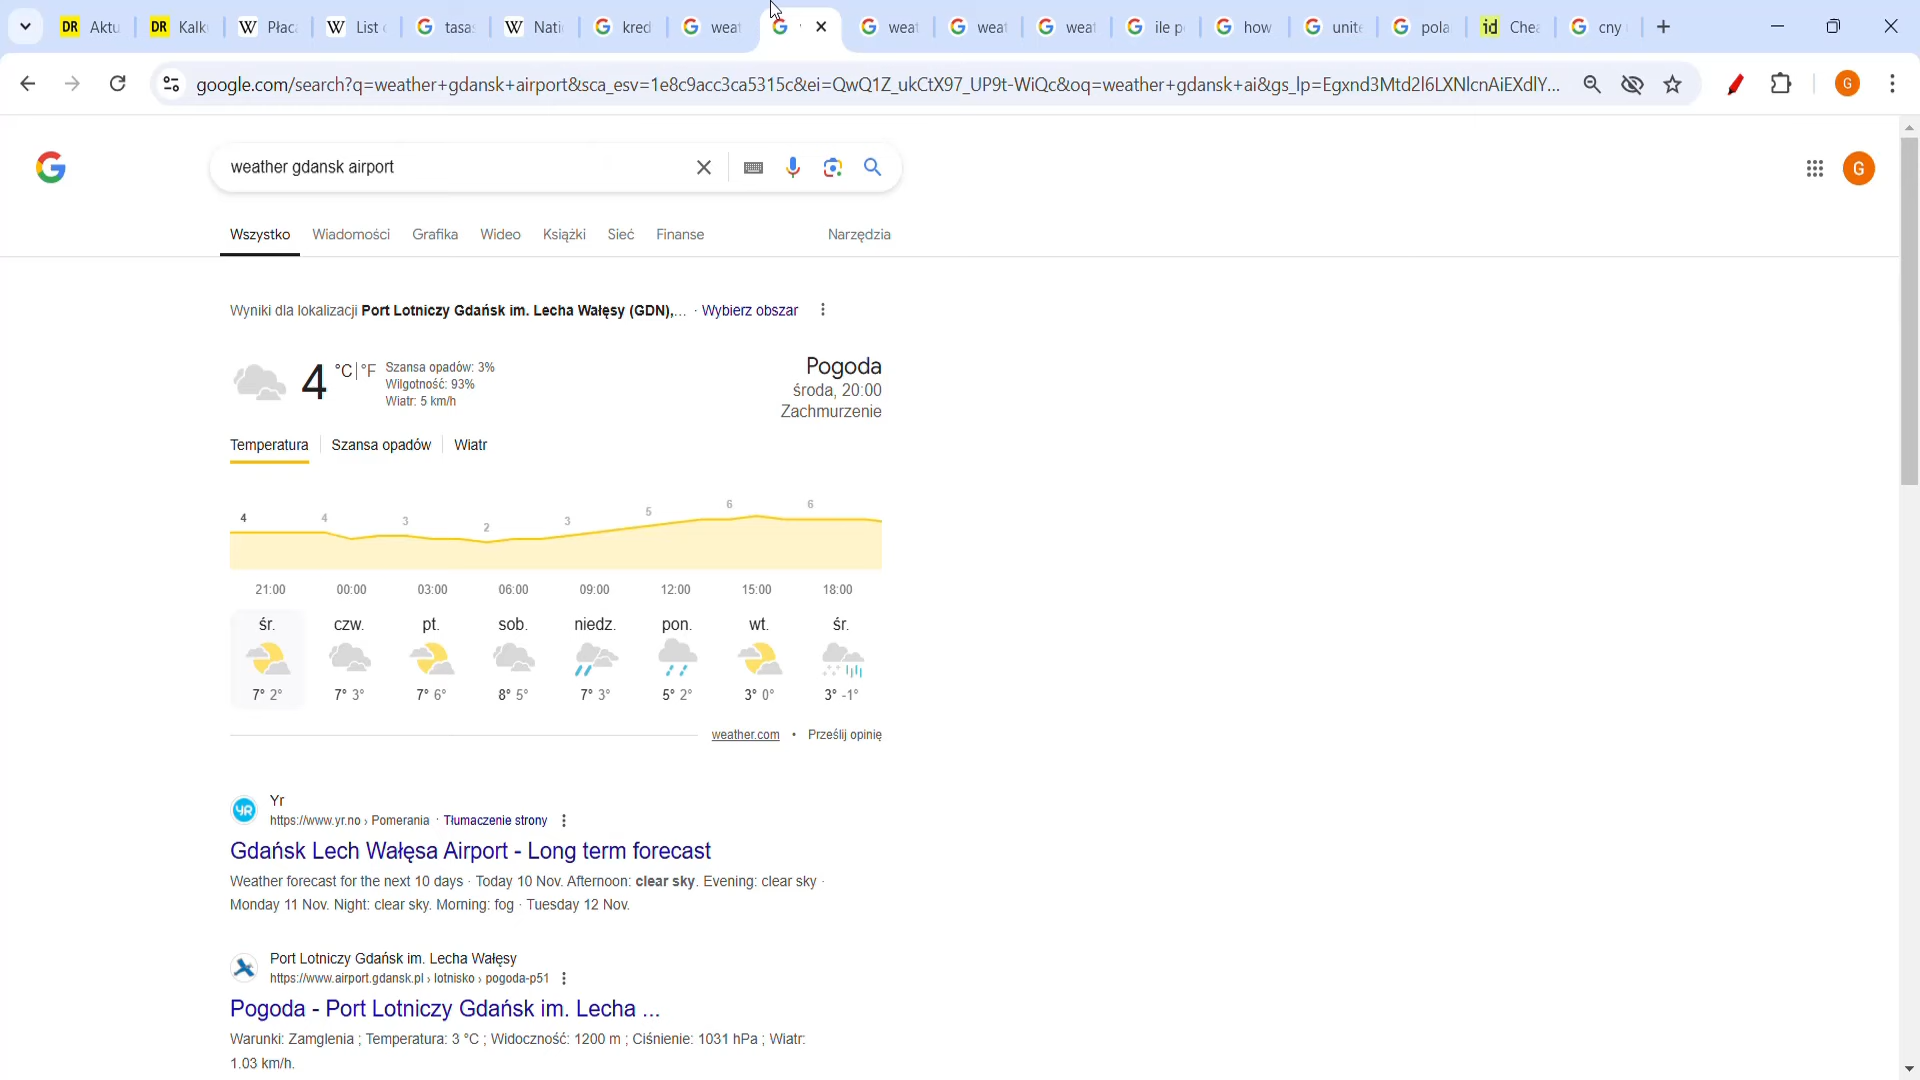 DR Aktu DR Kalk W Płac W List G tasa W Nati G kred G weat G G weat G weat G weat G ile p G how G unite G pola id Chea G cny
google.com/search?q=weather+gdansk+airport&sca_esv=1e8c9acc3ca5315c&ei=QwQ1Z_ukCtX97_UP9t-WiQc&oq=weather+gdansk+ai&gs_lp=Egxnd3Mtd2l6LXNlcnAiEXdlY... G
weather gdansk airport
G
Wszystko Wiadomości Grafika Wideo Książki Sieć Finanse Narzędzia
Wyniki dla lokalizacji Port Lotniczy Gdańsk im. Lecha Wałęsy (GDN),... · Wybierz obszar
4 °C | °F
Szansa opadów: 3%
Wilgotność: 93%
Wiatr: 5 km/h
Pogoda
środa, 20:00
Zachmurzenie
Temperatura Szansa opadów Wiatr
4 4 3 2 3 5 6 6
21:00 00:00 03:00 06:00 09:00 12:00 15:00 18:00
śr. czw. pt. sob. niedz. pon. wt. śr.
7° 2° 7° 3° 7° 6° 8° 5° 7° 3° 5° 2° 3° 0° 3° -1°
weather.com • Prześlij opinię
Yr
https://www.yr.no › Pomerania · Tłumaczenie strony
Gdańsk Lech Wałęsa Airport - Long term forecast
Weather forecast for the next 10 days · Today 10 Nov. Afternoon: clear sky. Evening: clear sky ·
Monday 11 Nov. Night: clear sky. Morning: fog · Tuesday 12 Nov.
Port Lotniczy Gdańsk im. Lecha Wałęsy
https://www.airport.gdansk.pl › lotnisko › pogoda-p51
Pogoda - Port Lotniczy Gdańsk im. Lecha ...
Warunki: Zamglenia ; Temperatura: 3 °C ; Widoczność: 1200 m ; Ciśnienie: 1031 hPa ; Wiatr:
1.03 km/h.